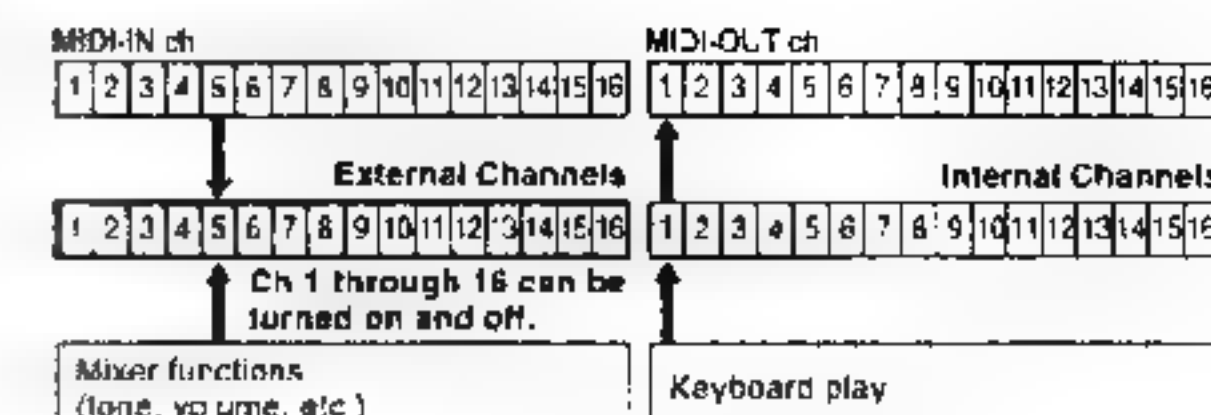 MIDI-IN ch
1 2 3 4 5 6 7 8 9 10 11 12 13 14 15 16
External Channels
1 2 3 4 5 6 7 8 9 10 11 12 13 14 15 16
Ch 1 through 16 can be
turned on and off.
Mixer functions
(tone, volume, etc.)
MIDI-OUT ch
1 2 3 4 5 6 7 8 9 10 11 12 13 14 15 16
Internal Channels
1 2 3 4 5 6 7 8 9 10 11 12 13 14 15 16
Keyboard play